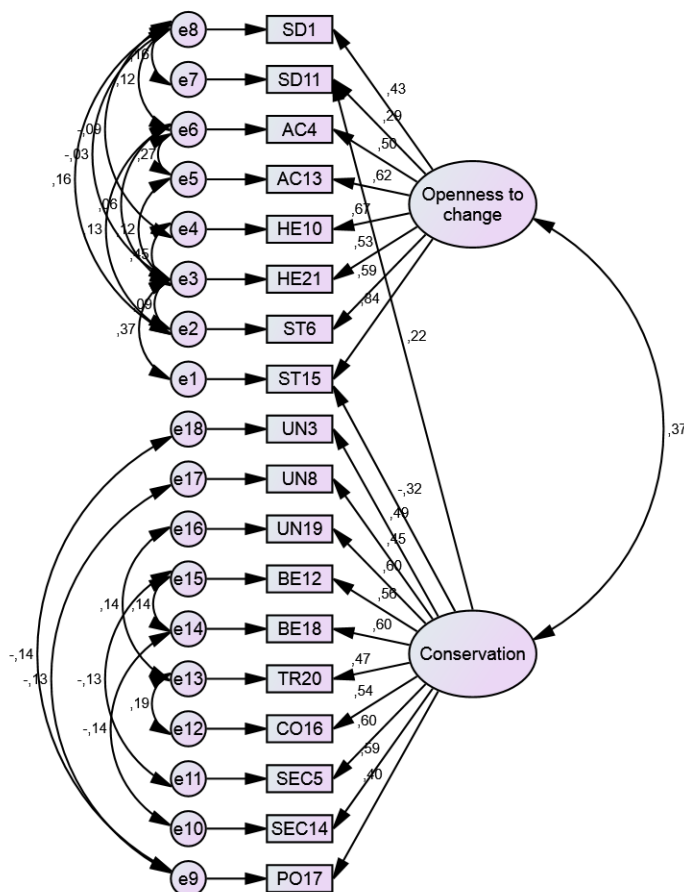 e8
SD1
,16
,43
,12
e7
SD11
,29
e6
AC4
,50
-,09
,27
-,03
e5
AC13
,62
,16
Openness to
change
,06
e4
HE10
,67
,13
,12
,53
,45
e3
HE21
,59
,09
e2
ST6
,84
,37
,22
e1
ST15
e18
UN3
,37
e17
UN8
-,32
,49
e16
UN19
,45
,60
e15
BE12
,56
,14
,14
e14
BE18
,60
Conservation
-,14
-,13
e13
TR20
,47
-,13
,19
,54
-,14
e12
CO16
,60
e11
SEC5
,59
,40
e10
SEC14
e9
PO17